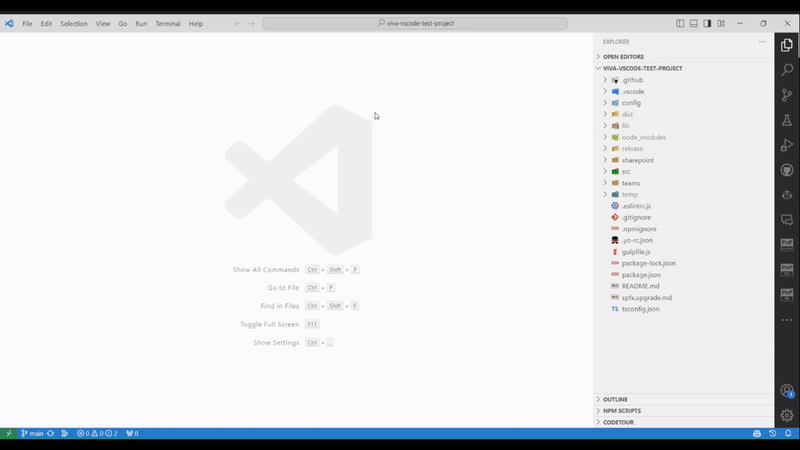 File Edit Selection View Go Run Terminal Help
viva-vscode-test-project
EXPLORER
OPEN EDITORS
VIVA-VSCODE-TEST-PROJECT
.github
.vscode
config
dist
lib
node_modules
release
sharepoint
src
teams
temp
.eslintrc.js
.gitignore
.npmignore
.yo-rc.json
gulpfile.js
package-lock.json
package.json
README.md
spfx.upgrade.md
tsconfig.json
Show All Commands Ctrl + Shift + P
Go to File Ctrl + P
Find in Files Ctrl + Shift + F
Toggle Full Screen F11
Show Settings Ctrl + ,
OUTLINE
NPM SCRIPTS
CODETOUR
main 0 0 2 0
1